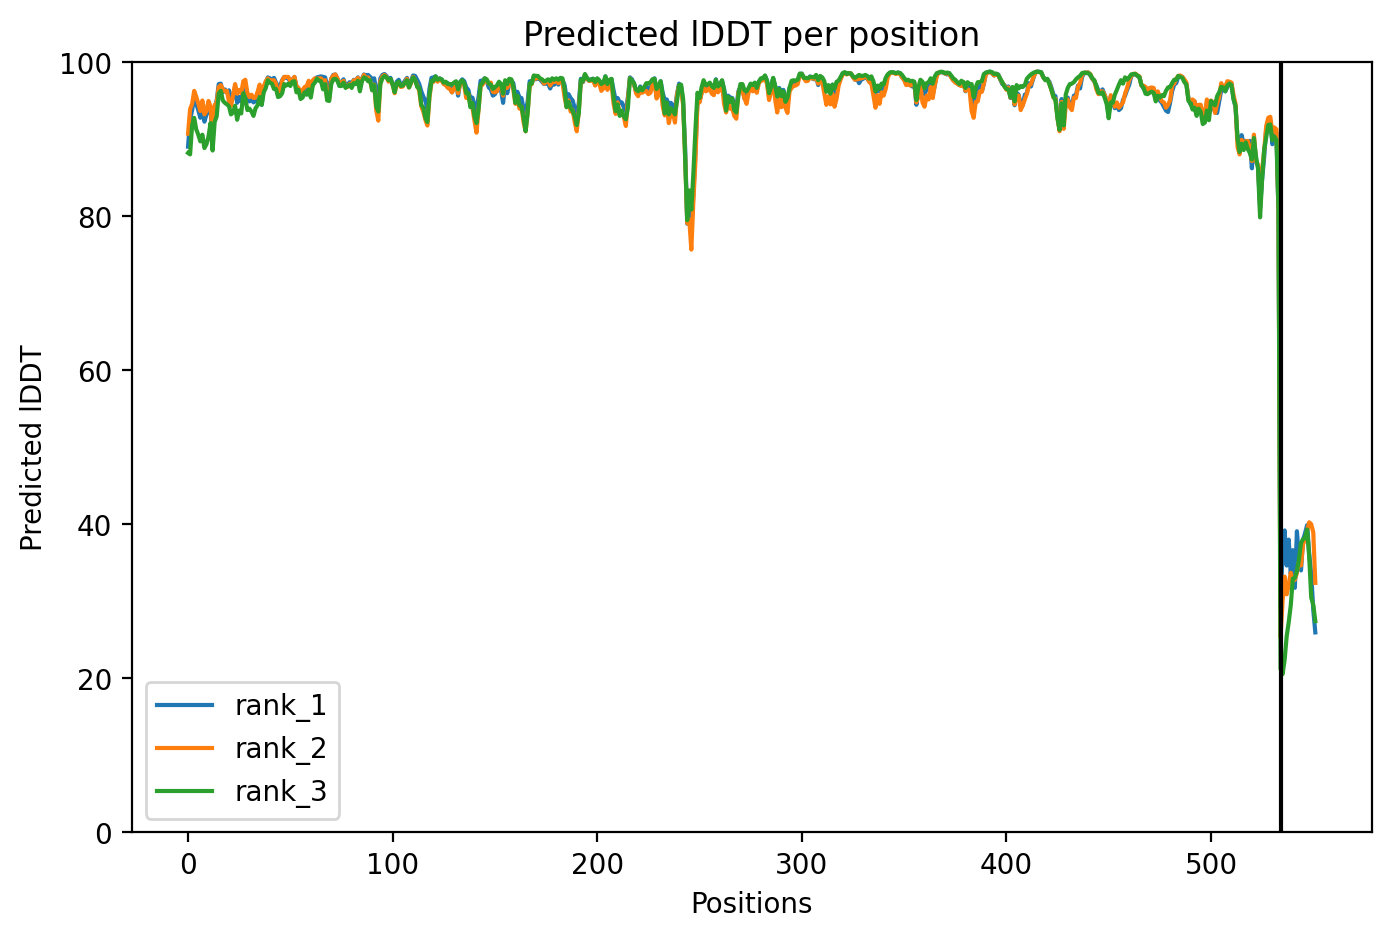 Predicted lDDT per position
Predicted lDDT
100
80
60
40
20
0
rank_1
rank_2
rank_3
0 100 200 300 400 500
Positions